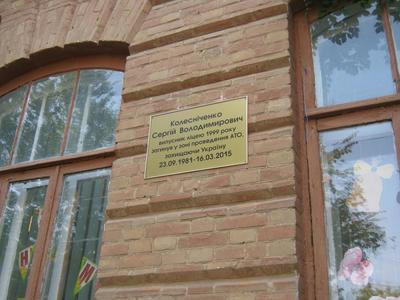 Колесніченко
Сергій Володимирович
випускник ліцею 1999 року
загинув у зоні проведення АТО,
захищаючи Україну
23.09.1981-16.03.2015
Н
М